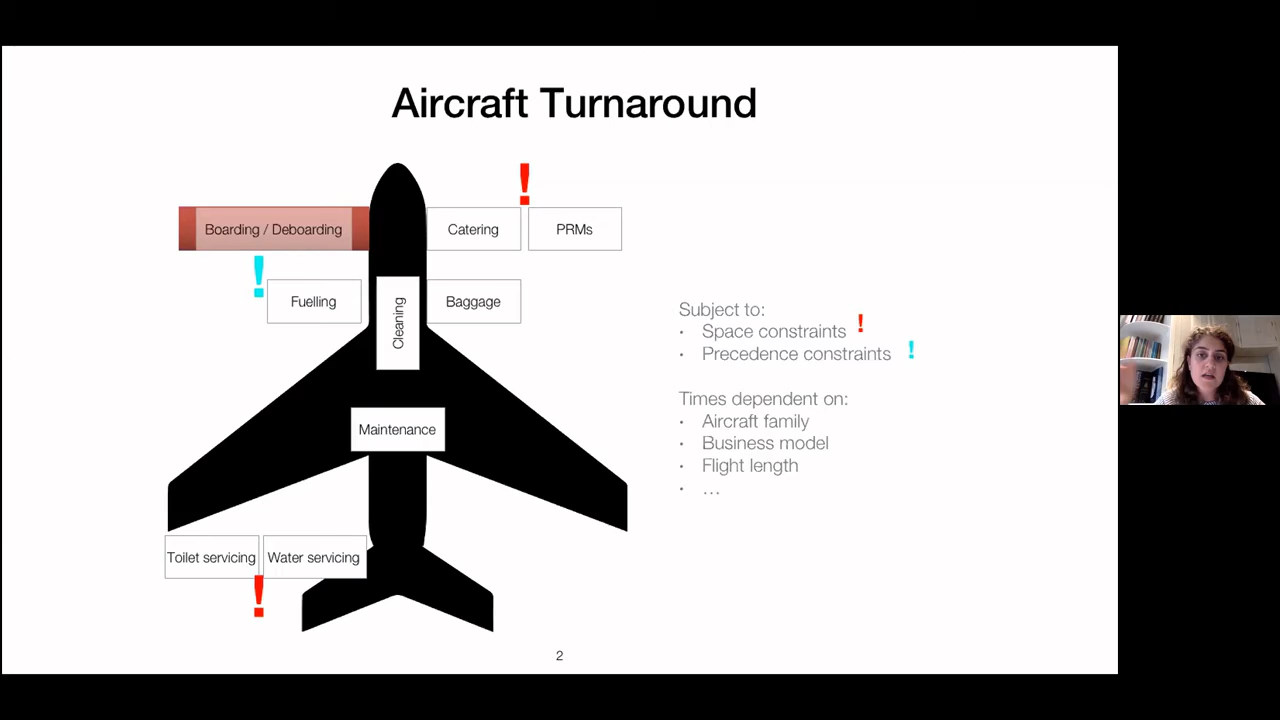 Aircraft Turnaround
!
Boarding / Deboarding
Catering
PRMs
!
Fuelling
Cleaning
Baggage
Subject to:
• Space constraints !
• Precedence constraints !
Times dependent on:
• Aircraft family
• Business model
• Flight length
• ...
Maintenance
Toilet servicing
Water servicing
!
2